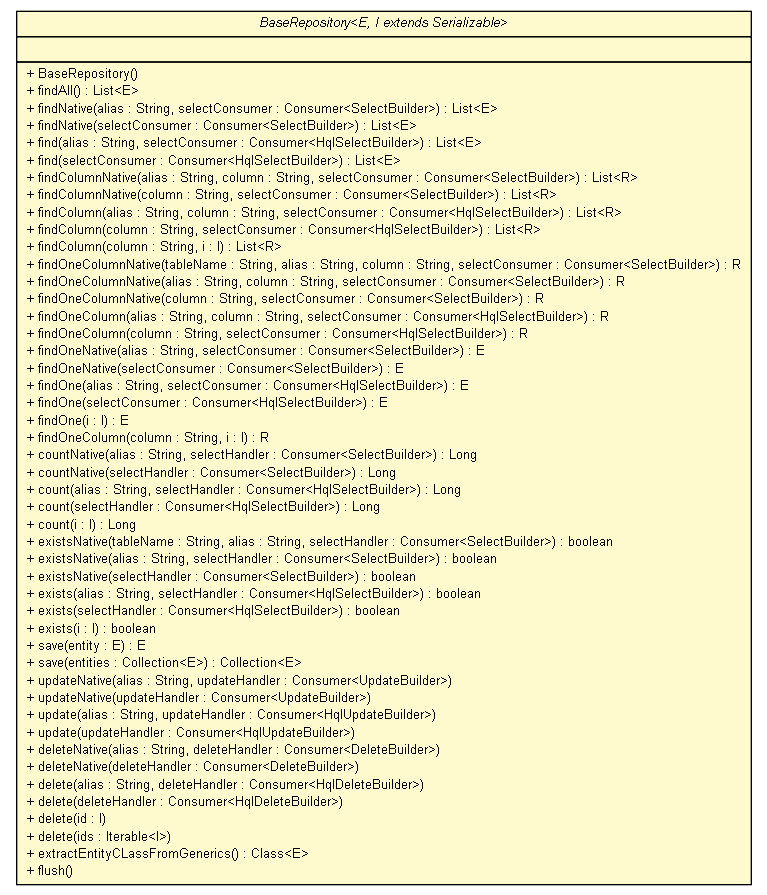 BaseRepository<E, I extends Serializable>
+ BaseRepository()
+ findAll() : List<E>
+ findNative(alias : String, selectConsumer : Consumer<SelectBuilder>) : List<E>
+ findNative(selectConsumer : Consumer<SelectBuilder>) : List<E>
+ find(alias : String, selectConsumer : Consumer<HqlSelectBuilder>) : List<E>
+ find(selectConsumer : Consumer<HqlSelectBuilder>) : List<E>
+ findColumnNative(alias : String, column : String, selectConsumer : Consumer<SelectBuilder>) : List<R>
+ findColumnNative(column : String, selectConsumer : Consumer<SelectBuilder>) : List<R>
+ findColumn(alias : String, column : String, selectConsumer : Consumer<HqlSelectBuilder>) : List<R>
+ findColumn(column : String, selectConsumer : Consumer<HqlSelectBuilder>) : List<R>
+ findColumn(column : String, i : I) : List<R>
+ findOneColumnNative(tableName : String, alias : String, column : String, selectConsumer : Consumer<SelectBuilder>) : R
+ findOneColumnNative(alias : String, column : String, selectConsumer : Consumer<SelectBuilder>) : R
+ findOneColumnNative(column : String, selectConsumer : Consumer<SelectBuilder>) : R
+ findOneColumn(alias : String, column : String, selectConsumer : Consumer<HqlSelectBuilder>) : R
+ findOneColumn(column : String, selectConsumer : Consumer<HqlSelectBuilder>) : R
+ findOneNative(alias : String, selectConsumer : Consumer<SelectBuilder>) : E
+ findOneNative(selectConsumer : Consumer<SelectBuilder>) : E
+ findOne(alias : String, selectConsumer : Consumer<HqlSelectBuilder>) : E
+ findOne(selectConsumer : Consumer<HqlSelectBuilder>) : E
+ findOne(i : I) : E
+ findOneColumn(column : String, i : I) : R
+ countNative(alias : String, selectHandler : Consumer<SelectBuilder>) : Long
+ countNative(selectHandler : Consumer<SelectBuilder>) : Long
+ count(alias : String, selectHandler : Consumer<HqlSelectBuilder>) : Long
+ count(selectHandler : Consumer<HqlSelectBuilder>) : Long
+ count(i : I) : Long
+ existsNative(tableName : String, alias : String, selectHandler : Consumer<SelectBuilder>) : boolean
+ existsNative(alias : String, selectHandler : Consumer<SelectBuilder>) : boolean
+ existsNative(selectHandler : Consumer<SelectBuilder>) : boolean
+ exists(alias : String, selectHandler : Consumer<HqlSelectBuilder>) : boolean
+ exists(selectHandler : Consumer<HqlSelectBuilder>) : boolean
+ exists(i : I) : boolean
+ save(entity : E) : E
+ save(entities : Collection<E>) : Collection<E>
+ updateNative(alias : String, updateHandler : Consumer<UpdateBuilder>)
+ updateNative(updateHandler : Consumer<UpdateBuilder>)
+ update(alias : String, updateHandler : Consumer<HqlUpdateBuilder>)
+ update(updateHandler : Consumer<HqlUpdateBuilder>)
+ deleteNative(alias : String, deleteHandler : Consumer<DeleteBuilder>)
+ deleteNative(deleteHandler : Consumer<DeleteBuilder>)
+ delete(alias : String, deleteHandler : Consumer<HqlDeleteBuilder>)
+ delete(deleteHandler : Consumer<HqlDeleteBuilder>)
+ delete(id : I)
+ delete(ids : Iterable<I>)
+ extractEntityCLassFromGenerics() : Class<E>
+ flush()